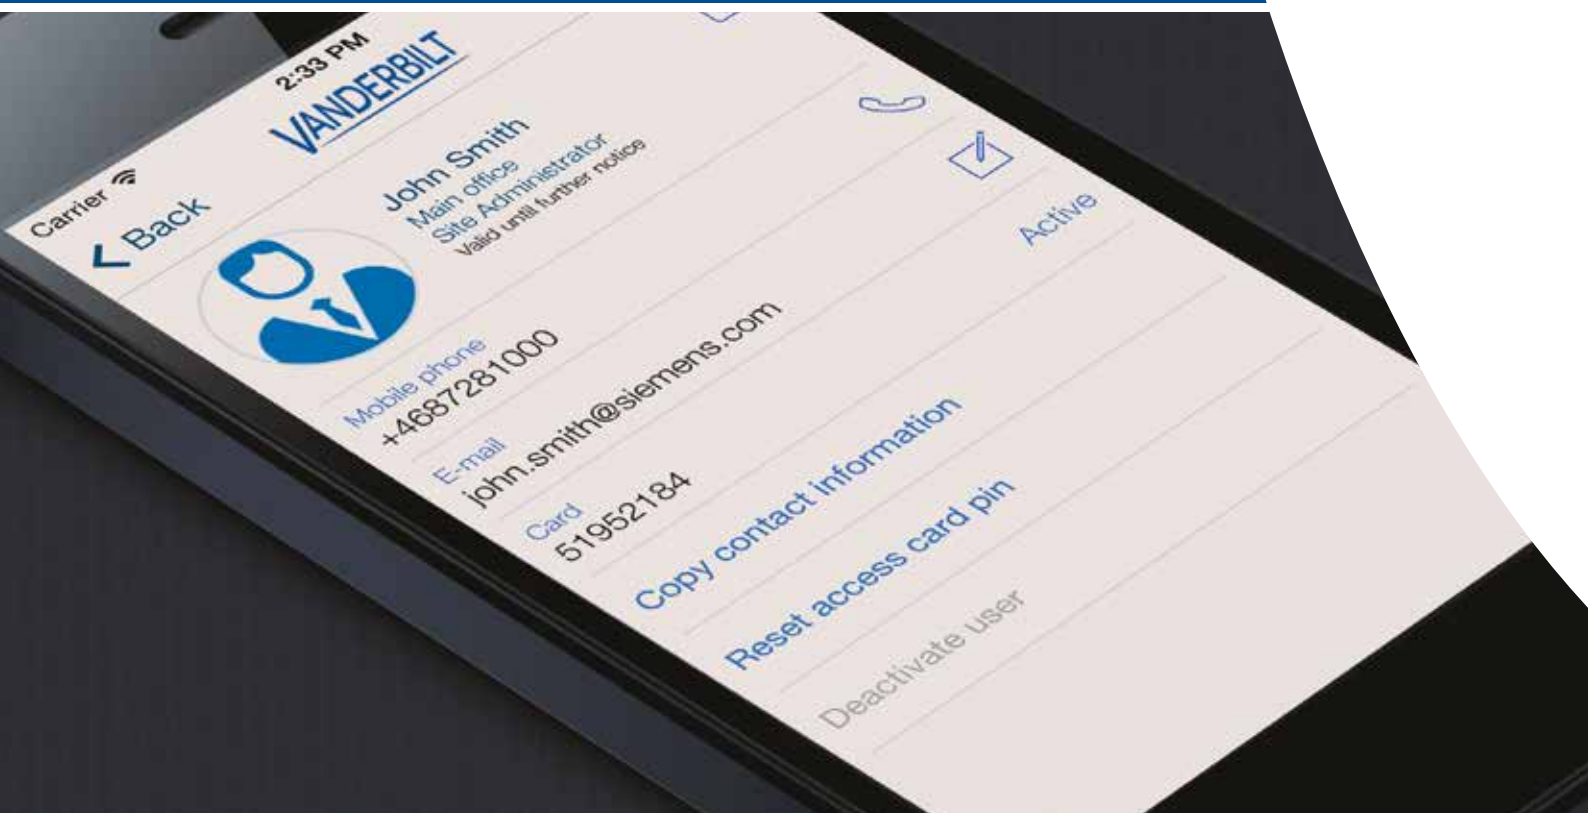 Carrier
2:33 PM
Back
VANDERBILT
John Smith
Main office
Site Administrator
Valid until further notice
Mobile phone
+4687281000
E-mail
john.smith@siemens.com
Card
51952184
Active
Copy contact information
Reset access card pin
Deactivate user